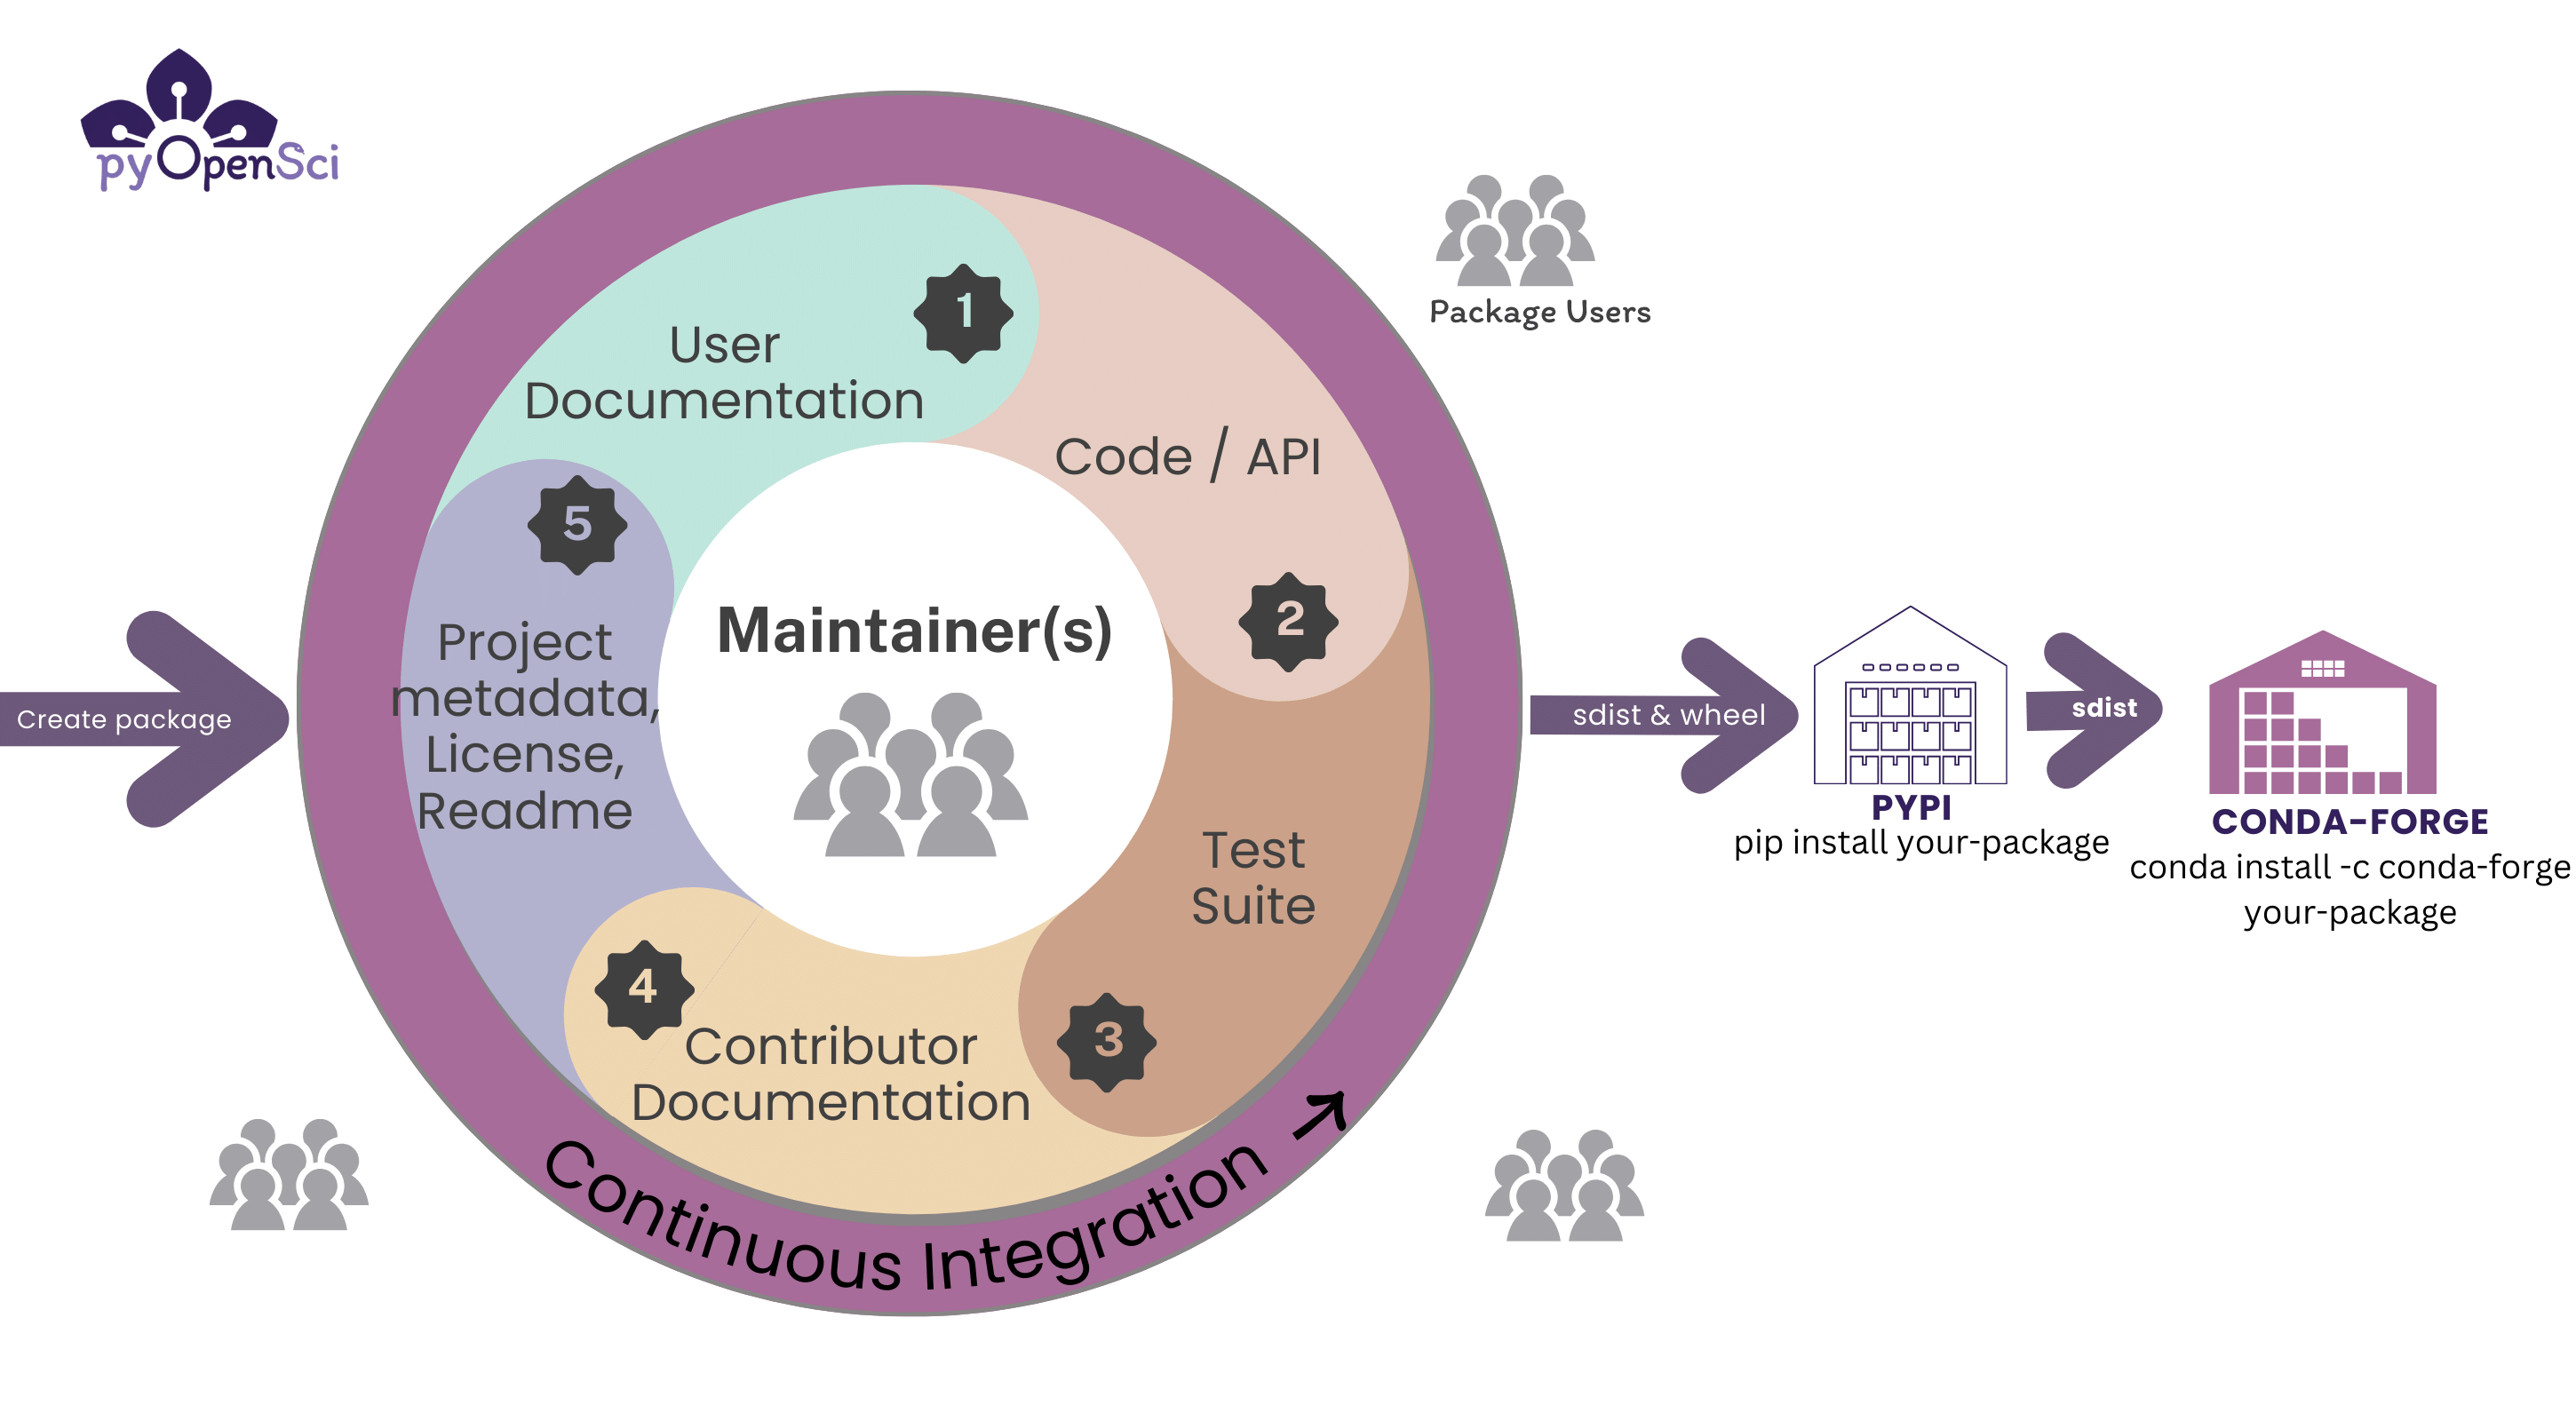 pyOpenSci
Package Users
1
User
Documentation
Code / API
2
Test
Suite
3
Contributor
Documentation
4
Project
metadata,
License,
Readme
5
Maintainer(s)
Continuous Integration →
Create package
sdist & wheel
PYPI
pip install your-package
sdist
CONDA-FORGE
conda install -c conda-forge
your-package